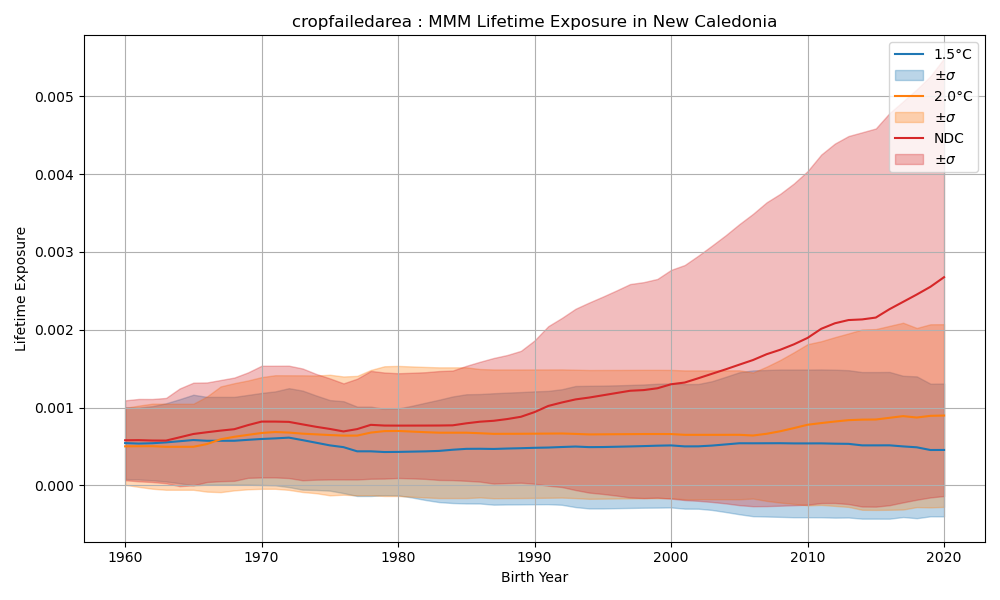 cropfailedarea : MMM Lifetime Exposure in New Caledonia
Lifetime Exposure
0.005
0.004
0.003
0.002
0.001
0.000
1960 1970 1980 1990 2000 2010 2020
Birth Year
1.5°C
±σ
2.0°C
±σ
NDC
±σ